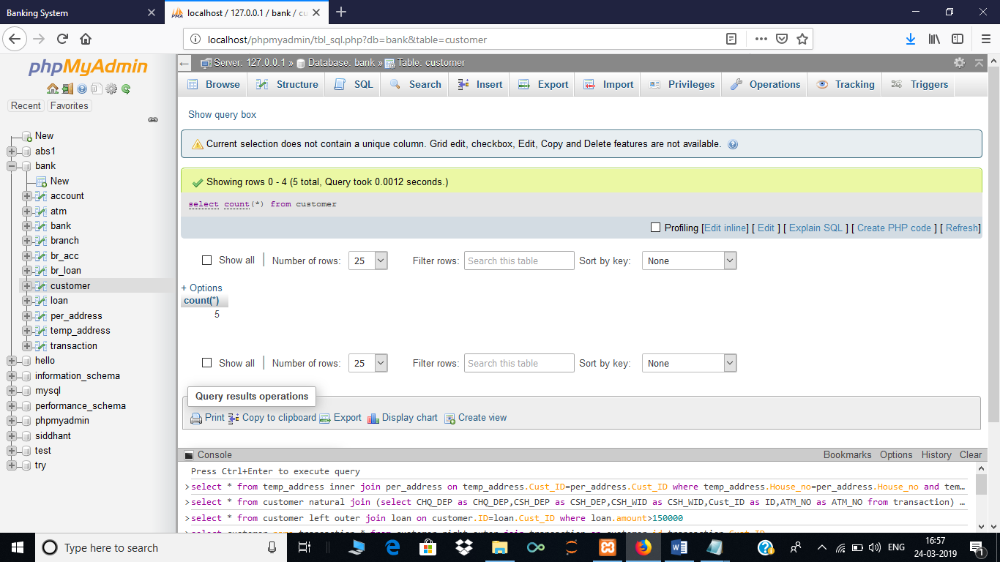 Banking System
localhost / 127.0.0.1 / bank / cu
localhost/phpmyadmin/tbl_sql.php?db=bank&table=customer
phpMyAdmin
Recent Favorites
New
abs1
bank
New
account
atm
bank
branch
br_acc
br_loan
customer
loan
per_address
temp_address
transaction
hello
information_schema
mysql
performance_schema
phpmyadmin
siddhant
test
try
Server: 127.0.0.1 » Database: bank » Table: customer
Browse Structure SQL Search Insert Export Import Privileges Operations Tracking Triggers
Show query box
Current selection does not contain a unique column. Grid edit, checkbox, Edit, Copy and Delete features are not available.
Showing rows 0 - 4 (5 total, Query took 0.0012 seconds.)
select count(*) from customer
Profiling [Edit inline] [ Edit ] [ Explain SQL ] [ Create PHP code ] [ Refresh]
Show all Number of rows: 25 Filter rows: Search this table Sort by key: None
+ Options
count(*)
5
Show all Number of rows: 25 Filter rows: Search this table Sort by key: None
Query results operations
Print Copy to clipboard Export Display chart Create view
Console Bookmarks Options History Clear
Press Ctrl+Enter to execute query
>select * from temp_address inner join per_address on temp_address.Cust_ID=per_address.Cust_ID where temp_address.House_no=per_address.House_no and tem…
>select * from customer natural join (select CHQ_DEP as CHQ_DEP,CSH_DEP as CSH_DEP,CSH_WID as CSH_WID,Cust_ID as ID,ATM_NO as ATM_NO from transaction) …
>select * from customer left outer join loan on customer.ID=loan.Cust_ID where loan.amount>150000
Type here to search
ENG
16:57
24-03-2019
1